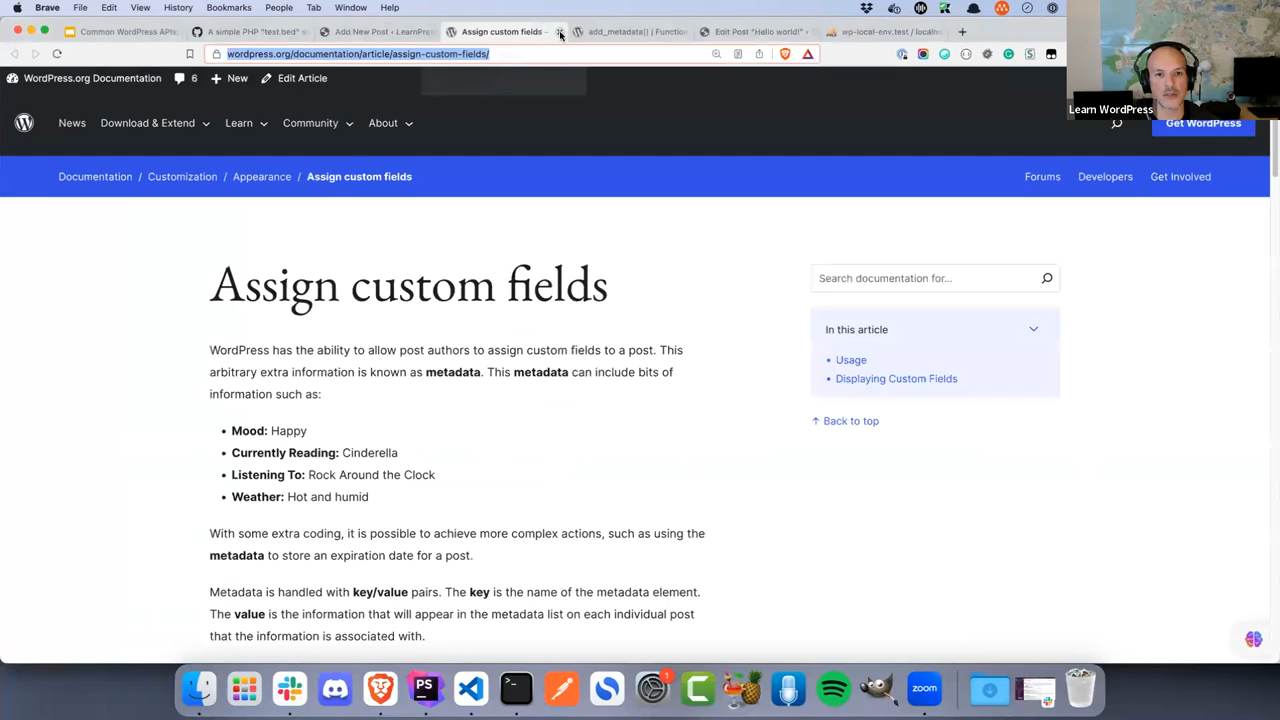 Brave File Edit View History Bookmarks People Tab Window Help
Common WordPress APIs: A simple PHP "test.bed" s Add New Post ‹ LearnPres Assign custom fields – add_metadata() | Function Edit Post "Hello world!" ‹ wp-local-env.test / localh
wordpress.org/documentation/article/assign-custom-fields/
WordPress.org Documentation 6 New Edit Article
Learn WordPress
News Download & Extend Learn Community About Get WordPress
Documentation / Customization / Appearance / Assign custom fields Forums Developers Get Involved
Assign custom fields
Search documentation for...
In this article
• Usage
• Displaying Custom Fields
↑ Back to top
WordPress has the ability to allow post authors to assign custom fields to a post. This
arbitrary extra information is known as metadata. This metadata can include bits of
information such as:
• Mood: Happy
• Currently Reading: Cinderella
• Listening To: Rock Around the Clock
• Weather: Hot and humid
With some extra coding, it is possible to achieve more complex actions, such as using the
metadata to store an expiration date for a post.
Metadata is handled with key/value pairs. The key is the name of the metadata element.
The value is the information that will appear in the metadata list on each individual post
that the information is associated with.
PS
1
zoom